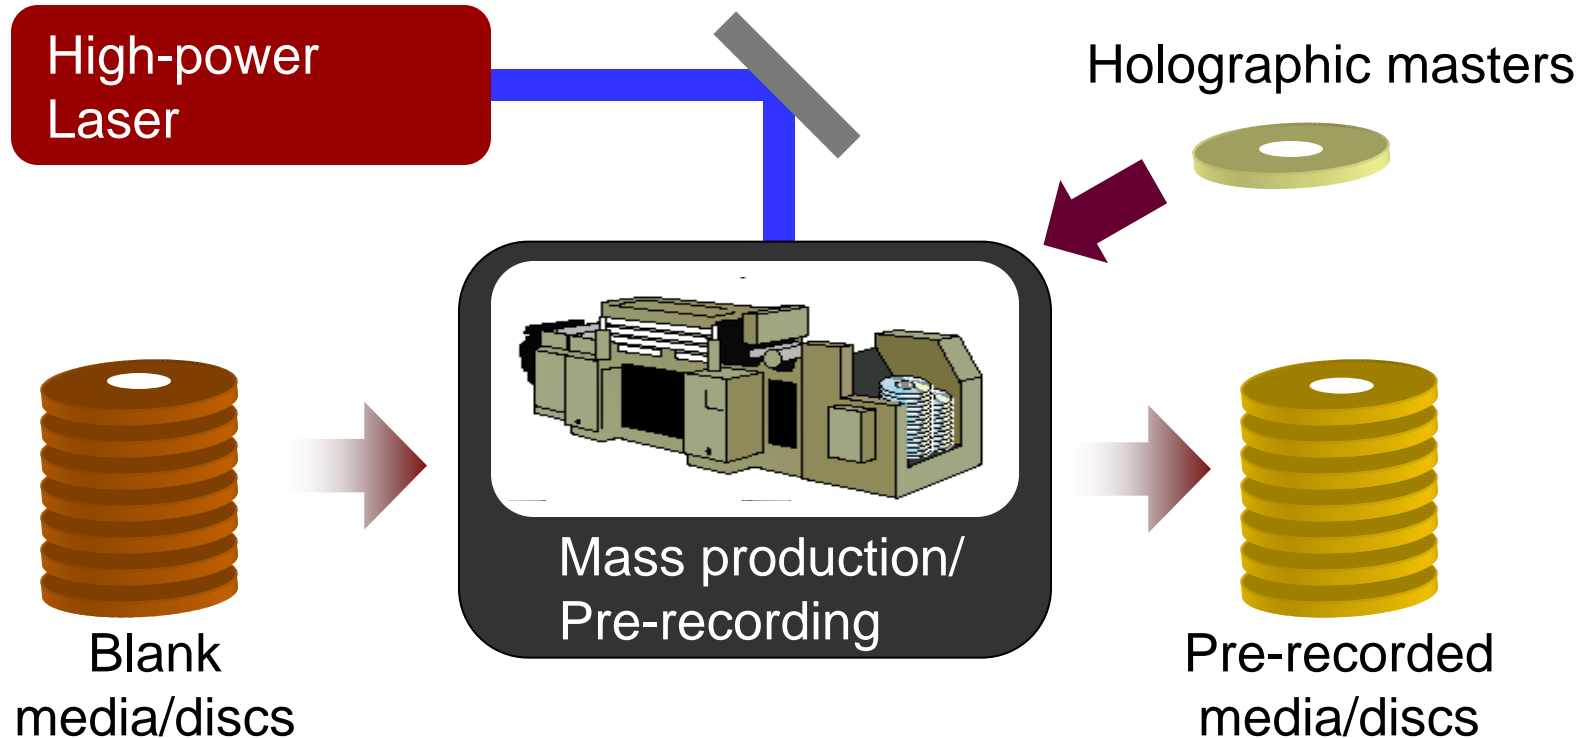 High-power
Laser
Holographic masters
Mass production/
Pre-recording
Blank
media/discs
Pre-recorded
media/discs